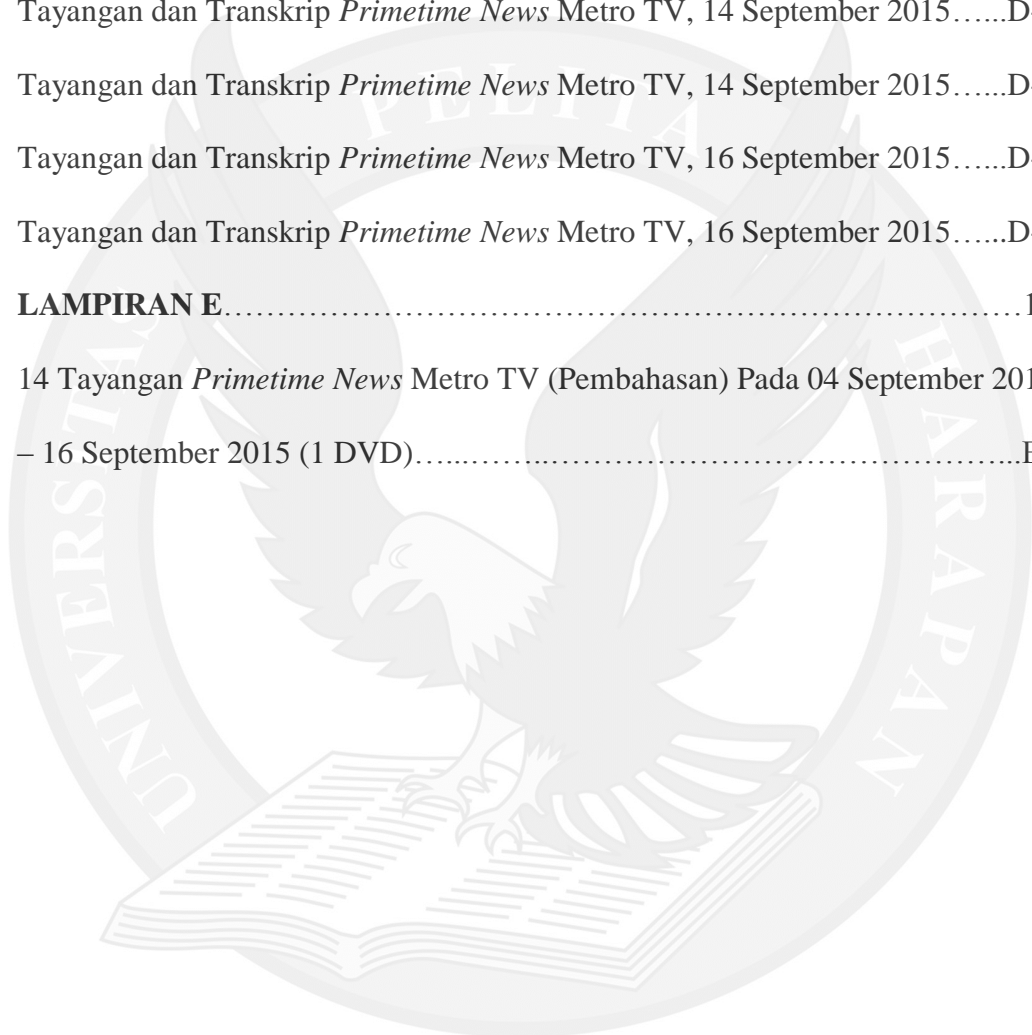 Tayangan dan Transkrip Primetime News Metro TV, 14 September 2015…...D-
Tayangan dan Transkrip Primetime News Metro TV, 14 September 2015…...D-
Tayangan dan Transkrip Primetime News Metro TV, 16 September 2015…...D-
Tayangan dan Transkrip Primetime News Metro TV, 16 September 2015…...D-
LAMPIRAN E………………………………………………………………………1
14 Tayangan Primetime News Metro TV (Pembahasan) Pada 04 September 201
– 16 September 2015 (1 DVD)…..……………………………………………...E
UNIVERSITAS PELITA HARAPAN